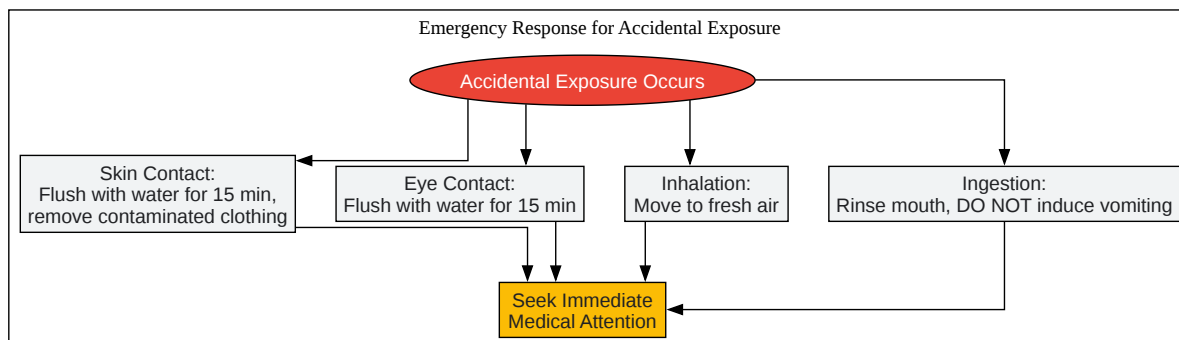 Emergency Response for Accidental Exposure
Accidental Exposure Occurs
Skin Contact:
Flush with water for 15 min,
remove contaminated clothing
Eye Contact:
Flush with water for 15 min
Inhalation:
Move to fresh air
Ingestion:
Rinse mouth, DO NOT induce vomiting
Seek Immediate
Medical Attention